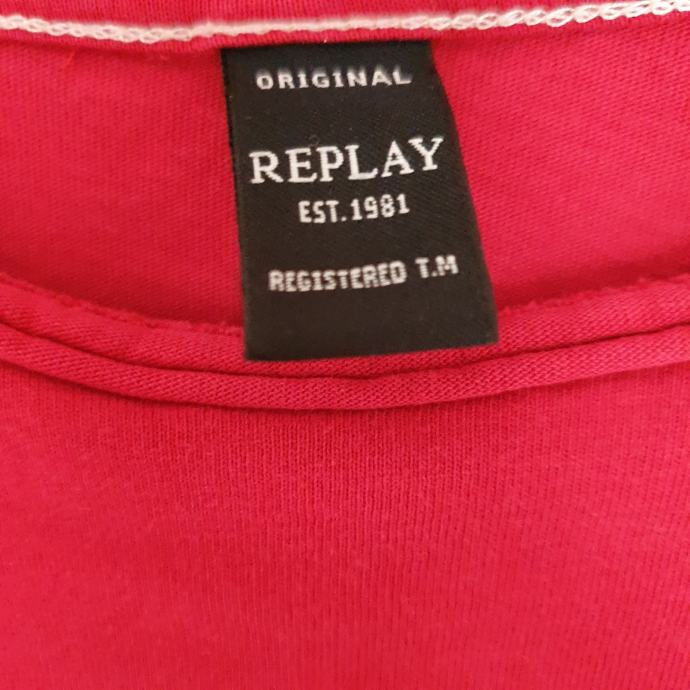 ORIGINAL
REPLAY
EST.1981
REGISTERED T.M